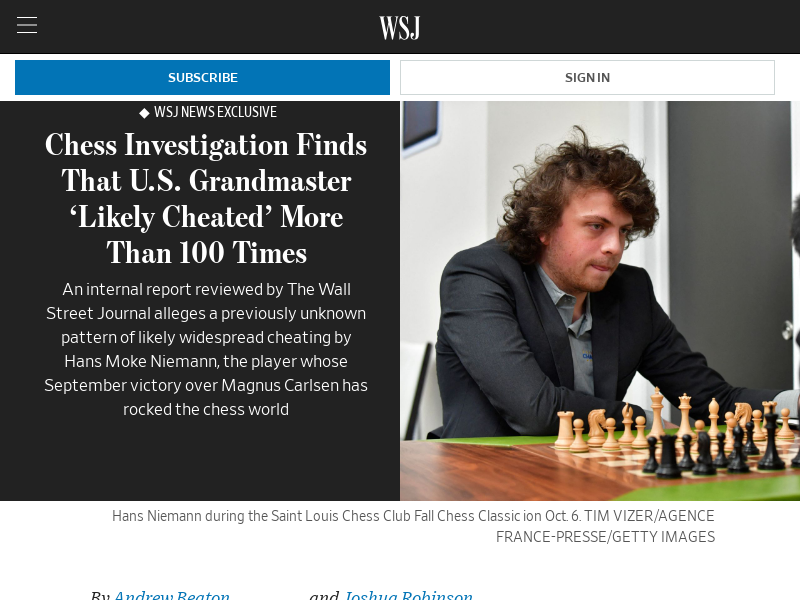 WSJ
SUBSCRIBE
SIGN IN
◆ WSJ NEWS EXCLUSIVE
Chess Investigation Finds
That U.S. Grandmaster
‘Likely Cheated’ More
Than 100 Times
An internal report reviewed by The Wall
Street Journal alleges a previously unknown
pattern of likely widespread cheating by
Hans Moke Niemann, the player whose
September victory over Magnus Carlsen has
rocked the chess world
Hans Niemann during the Saint Louis Chess Club Fall Chess Classic ion Oct. 6. TIM VIZER/AGENCE
FRANCE-PRESSE/GETTY IMAGES
By Andrew Beaton and Joshua Robinson